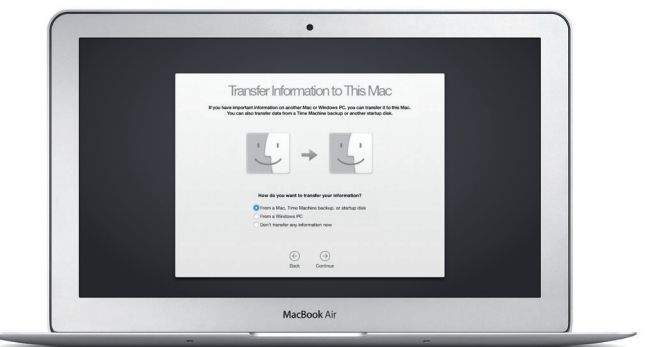 Transfer Information to This Mac
If you have important information on another Mac or Windows PC, you can transfer it to this Mac.
You can also transfer data from a Time Machine backup or another startup disk.
How do you want to transfer your information?
From a Mac, Time Machine backup, or startup disk
From a Windows PC
Don't transfer any information now
Back Continue
MacBook Air